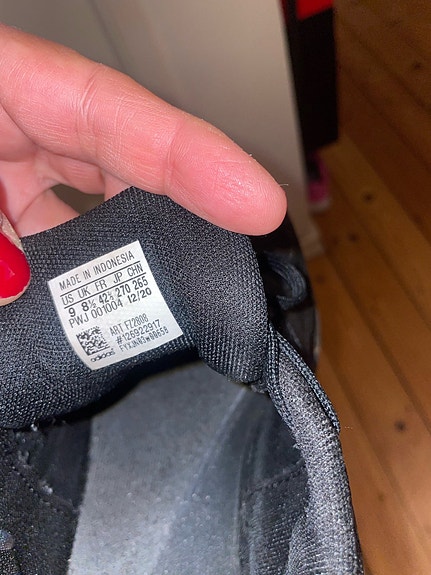 MADE IN INDONESIA
US UK FR JP CHN
9 8½ 42⅔ 270 265
PWJ 001004 12/20
ART FZ2808
#126922917
adidas